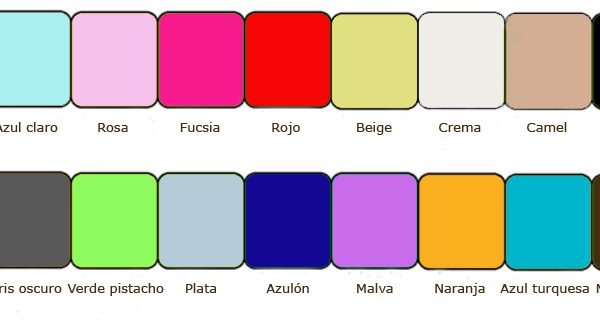 Azul claro Rosa Fucsia Rojo Beige Crema Camel
ris oscuro Verde pistacho Plata Azulón Malva Naranja Azul turquesa